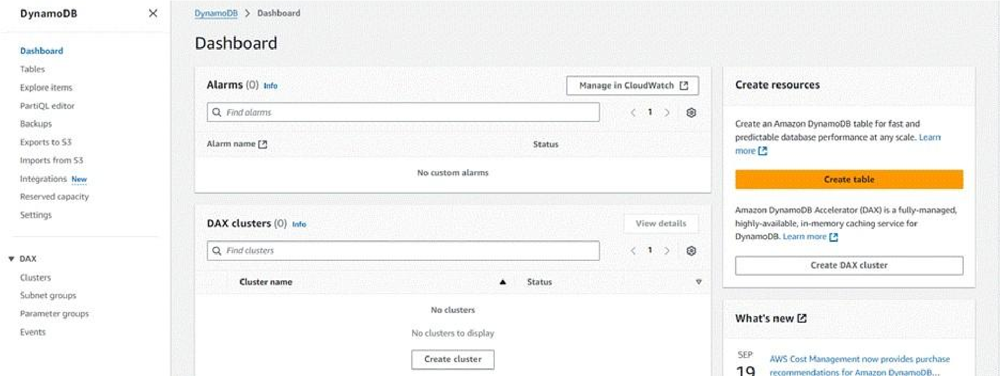 DynamoDB
Dashboard
Tables
Explore items
PartiQL editor
Backups
Exports to S3
Imports from S3
Integrations New
Reserved capacity
Settings
DAX
Clusters
Subnet groups
Parameter groups
Events
DynamoDB > Dashboard
Dashboard
Alarms (0) Info
Manage in CloudWatch
Find alarms
1
Alarm name
Status
No custom alarms
DAX clusters (0) Info
View details
Find clusters
1
Cluster name
Status
No clusters
No clusters to display
Create cluster
Create resources
Create an Amazon DynamoDB table for fast and
predictable database performance at any scale. Learn
more
Create table
Amazon DynamoDB Accelerator (DAX) is a fully-managed,
highly-available, in-memory caching service for
DynamoDB. Learn more
Create DAX cluster
What's new
SEP
19
AWS Cost Management now provides purchase
recommendations for Amazon DynamoDB...